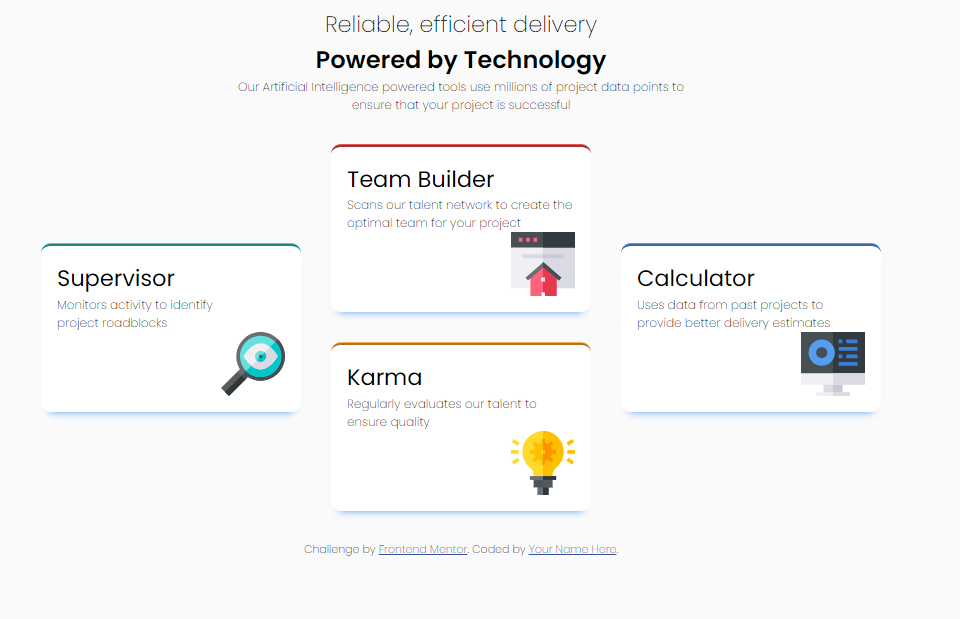 Reliable, efficient delivery
Powered by Technology
Our Artificial Intelligence powered tools use millions of project data points to
ensure that your project is successful
Supervisor
Monitors activity to identify
project roadblocks
Team Builder
Scans our talent network to create the
optimal team for your project
Karma
Regularly evaluates our talent to
ensure quality
Calculator
Uses data from past projects to
provide better delivery estimates
Challenge by Frontend Mentor. Coded by Your Name Here.